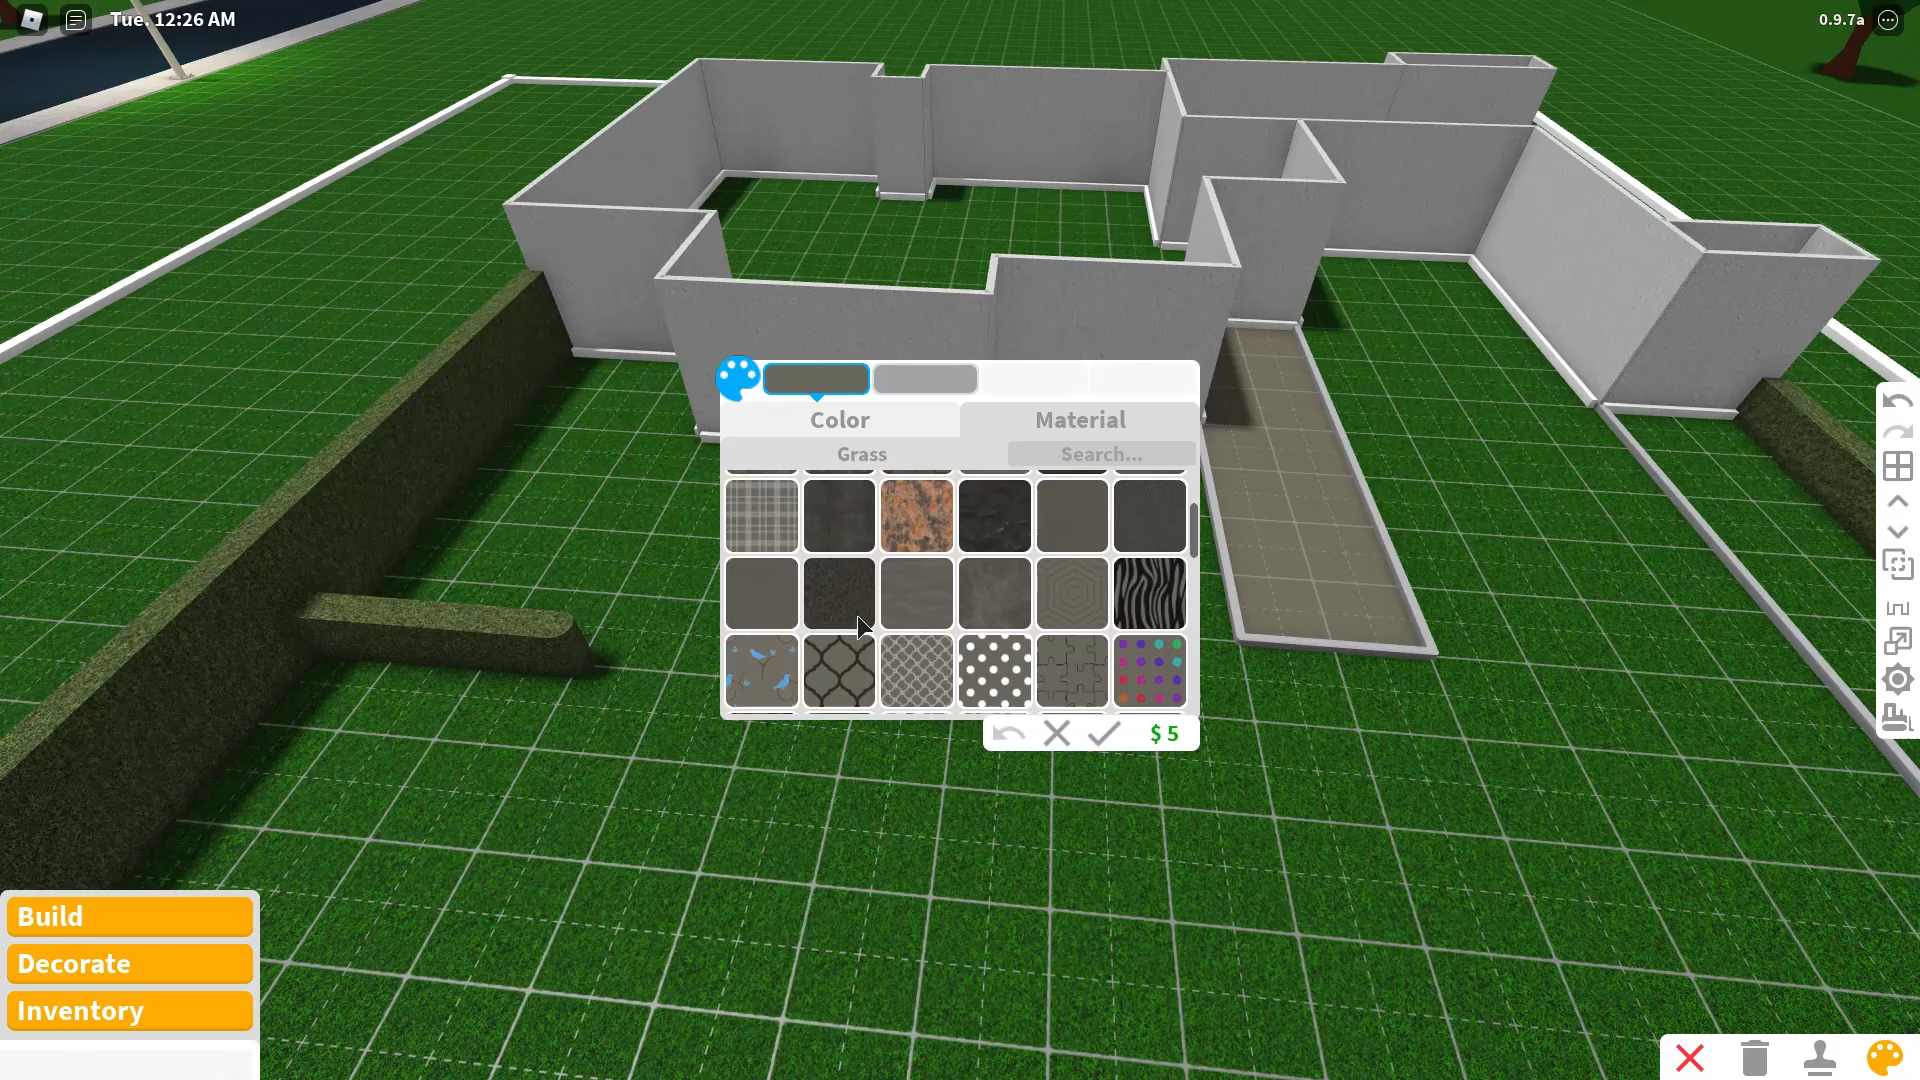 Tue. 12:26 AM
0.9.7a
Color
Material
Grass
Search...
$ 5
Build
Decorate
Inventory